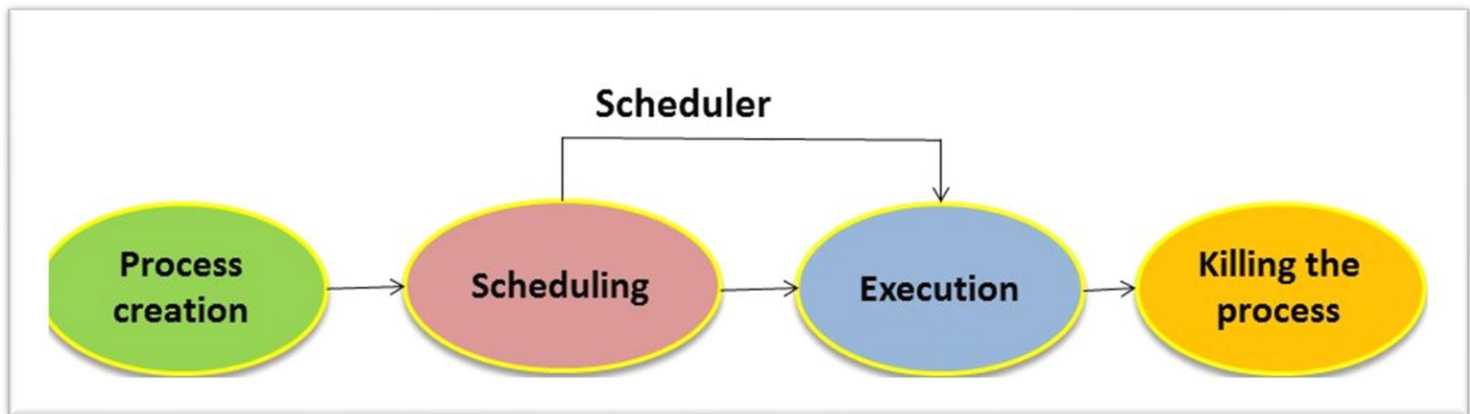 Scheduler
Process
creation
Scheduling
Execution
Killing the
process